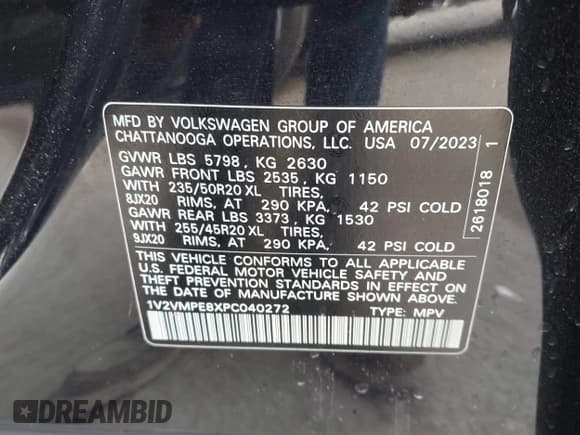 MFD BY VOLKSWAGEN GROUP OF AMERICA
CHATTANOOGA OPERATIONS, LLC. USA 07/2023
GVWR LBS 5798, KG 2630
GAWR FRONT LBS 2535, KG 1150
WITH 235/50R20 XL TIRES,
8JX20 RIMS, AT 290 KPA, 42 PSI COLD
GAWR REAR LBS 3373, KG 1530
WITH 255/45R20 XL TIRES,
9JX20 RIMS, AT 290 KPA, 42 PSI COLD
THIS VEHICLE CONFORMS TO ALL APPLICABLE
U.S. FEDERAL MOTOR VEHICLE SAFETY AND
THEFT PREVENTION STANDARDS IN EFFECT ON
THE DATE OF MANUFACTURE SHOWN ABOVE.
1V2VMPE8XPC040272 TYPE: MPV
2618018 1
DREAMBID